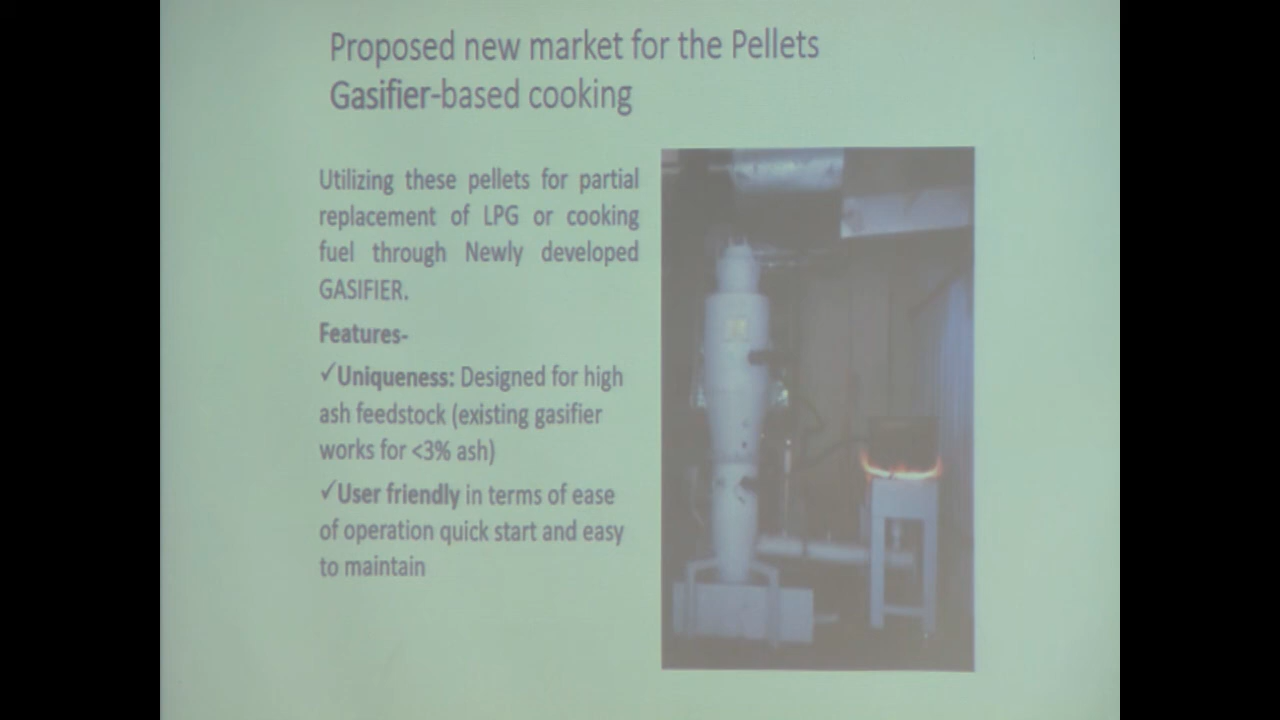 Proposed new market for the Pellets
Gasifier-based cooking
Utilizing these pellets for partial
replacement of LPG or cooking
fuel through Newly developed
GASIFIER.
Features-
✓Uniqueness: Designed for high
ash feedstock (existing gasifier
works for <3% ash)
✓User friendly in terms of ease
of operation quick start and easy
to maintain